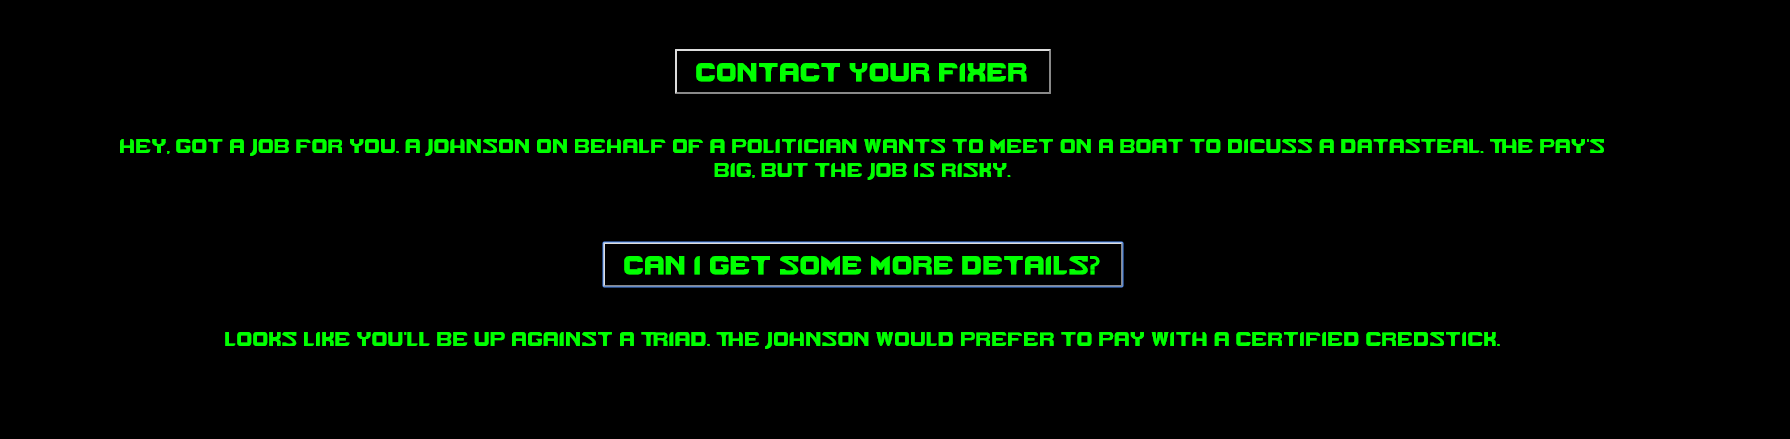 CONTACT YOUR FIXER
HEY, GOT A JOB FOR YOU. A JOHNSON ON BEHALF OF A POLITICIAN WANTS TO MEET ON A BOAT TO DICUSS A DATASTEAL. THE PAY'S
BIG, BUT THE JOB IS RISKY.
CAN I GET SOME MORE DETAILS?
LOOKS LIKE YOU'LL BE UP AGAINST A TRIAD. THE JOHNSON WOULD PREFER TO PAY WITH A CERTIFIED CREDSTICK.